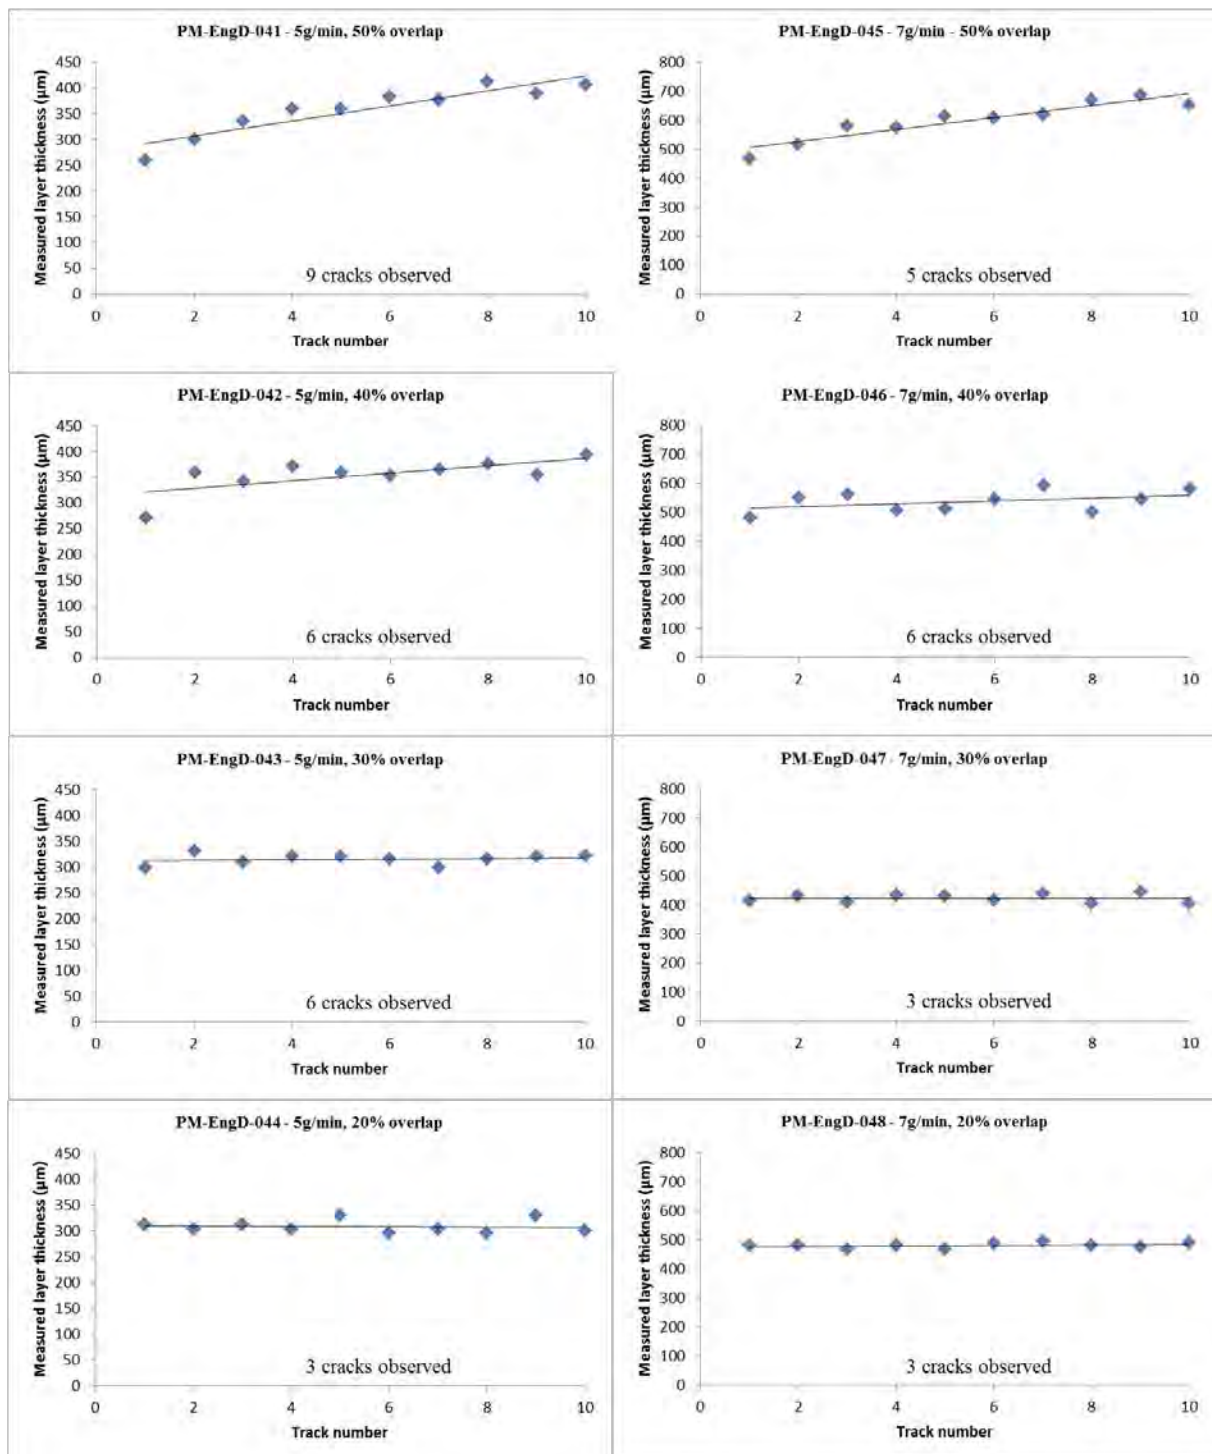 PM-EngD-041 - 5g/min, 50% overlap
Measured layer thickness (μm)
450
400
350
300
250
200
150
100
50
0
9 cracks observed
0 2 4 6 8 10
Track number
PM-EngD-045 - 7g/min - 50% overlap
Measured layer thickness (μm)
800
700
600
500
400
300
200
100
0
5 cracks observed
0 2 4 6 8 10
Track number
PM-EngD-042 - 5g/min, 40% overlap
Measured layer thickness (μm)
450
400
350
300
250
200
150
100
50
0
6 cracks observed
0 2 4 6 8 10
Track number
PM-EngD-046 - 7g/min, 40% overlap
Measured layer thickness (μm)
800
700
600
500
400
300
200
100
0
6 cracks observed
0 2 4 6 8 10
Track number
PM-EngD-043 - 5g/min, 30% overlap
Measured layer thickness (μm)
450
400
350
300
250
200
150
100
50
0
6 cracks observed
0 2 4 6 8 10
Track number
PM-EngD-047 - 7g/min, 30% overlap
Measured layer thickness (μm)
800
700
600
500
400
300
200
100
0
3 cracks observed
0 2 4 6 8 10
Track number
PM-EngD-044 - 5g/min, 20% overlap
Measured layer thickness (μm)
450
400
350
300
250
200
150
100
50
0
3 cracks observed
0 2 4 6 8 10
Track number
PM-EngD-048 - 7g/min, 20% overlap
Measured layer thickness (μm)
800
700
600
500
400
300
200
100
0
3 cracks observed
0 2 4 6 8 10
Track number